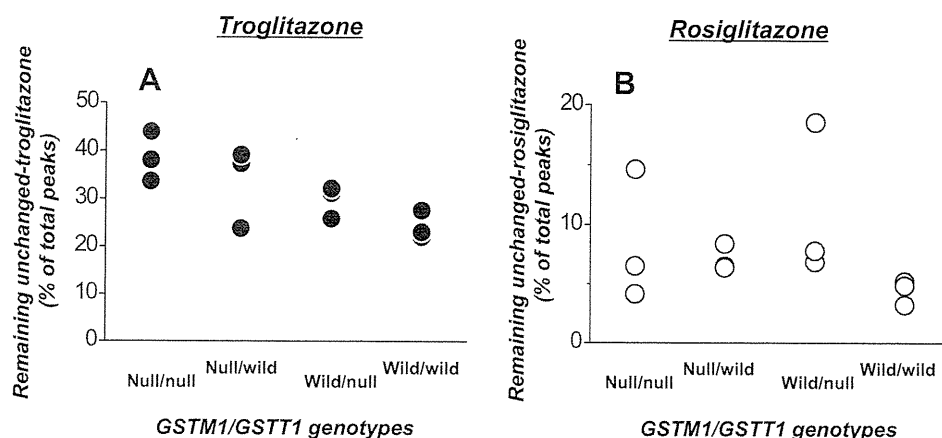 Troglitazone
A
Remaining unchanged-troglitazone
(% of total peaks)
50
40
30
20
10
0
Null/null
Null/wild
Wild/null
Wild/wild
GSTM1/GSTT1 genotypes
Rosiglitazone
B
Remaining unchanged-rosiglitazone
(% of total peaks)
20
10
0
Null/null
Null/wild
Wild/null
Wild/wild
GSTM1/GSTT1 genotypes